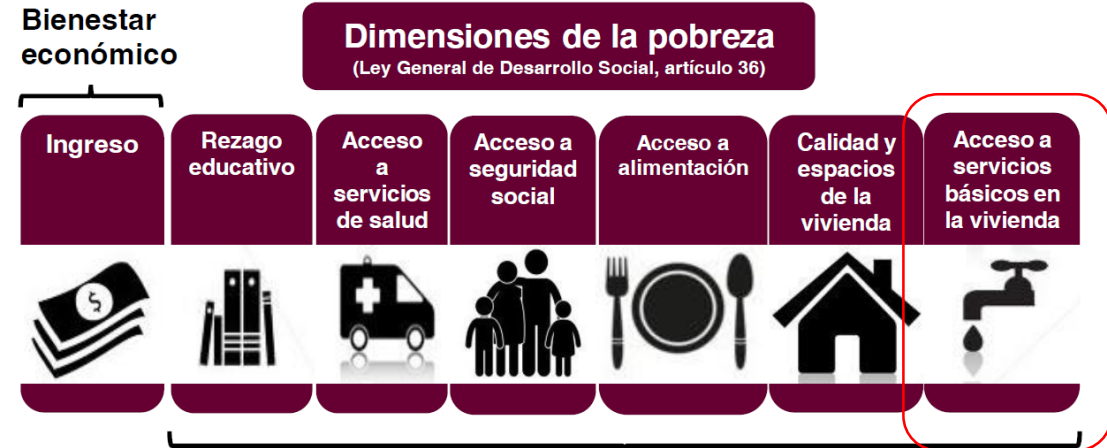 Bienestar
económico
Dimensiones de la pobreza
(Ley General de Desarrollo Social, artículo 36)
Ingreso
Rezago
educativo
Acceso
a
servicios
de salud
Acceso a
seguridad
social
Acceso a
alimentación
Calidad y
espacios
de la
vivienda
Acceso a
servicios
básicos en
la vivienda
$